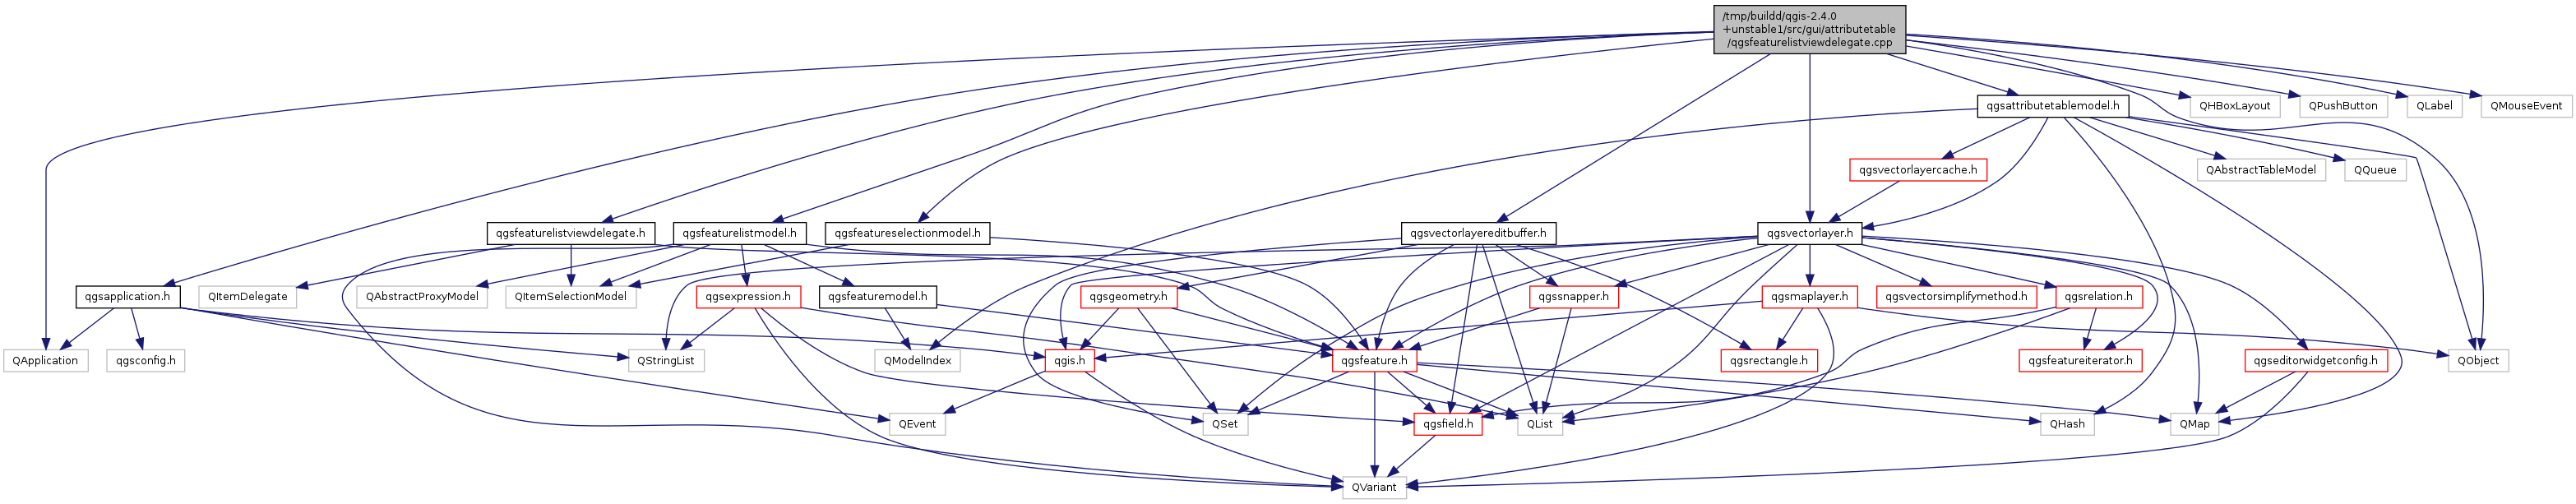 /tmp/buildd/qgis-2.4.0
+unstable1/src/gui/attributetable
/qgsfeaturelistviewdelegate.cpp
qgsattributetablemodel.h
QHBoxLayout
QPushButton
QLabel
QMouseEvent
qgsvectorlayercache.h
QAbstractTableModel
QQueue
qgsfeaturelistviewdelegate.h
qgsfeaturelistmodel.h
qgsfeatureselectionmodel.h
qgsvectorlayereditbuffer.h
qgsvectorlayer.h
qgsapplication.h
QItemDelegate
QAbstractProxyModel
QItemSelectionModel
qgsexpression.h
qgsfeaturemodel.h
qgsgeometry.h
qgssnapper.h
qgsmaplayer.h
qgsvectorsimplifymethod.h
qgsrelation.h
QApplication
qgsconfig.h
QStringList
QModelIndex
qgis.h
qgsfeature.h
qgsrectangle.h
qgsfeatureiterator.h
qgseditorwidgetconfig.h
QObject
QEvent
QSet
qgsfield.h
QList
QHash
QMap
QVariant